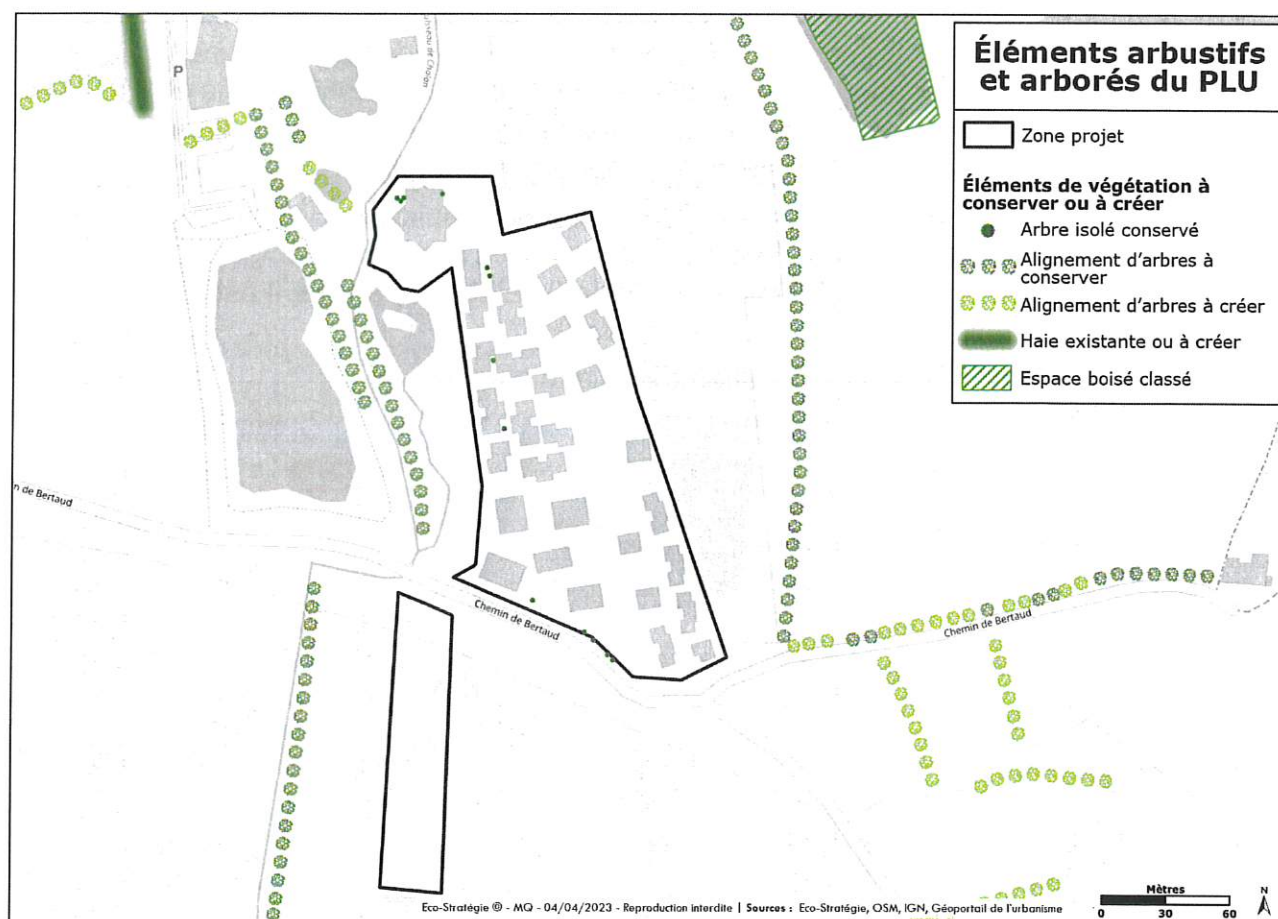 Éléments arbustifs
et arborés du PLU
Zone projet
Éléments de végétation à
conserver ou à créer
Arbre isolé conservé
Alignement d'arbres à
conserver
Alignement d'arbres à créer
Haie existante ou à créer
Espace boisé classé
P
n de Bertaud
Chemin de Bertaud
Chemin de Bertaud
Eco-Stratégie © - MQ - 04/04/2023 - Reproduction interdite | Sources : Eco-Stratégie, OSM, IGN, Géoportail de l'urbanisme
Mètres
0 30 60
N